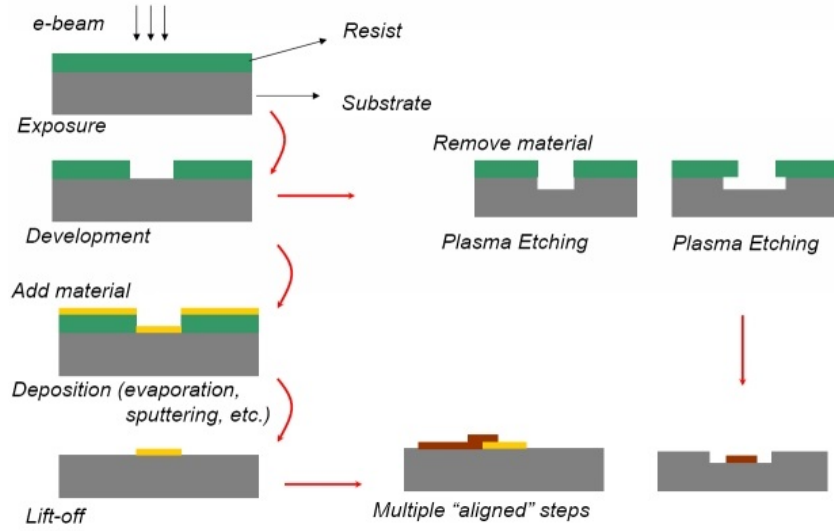 e-beam
Resist
Substrate
Exposure
Remove material
Development
Plasma Etching
Plasma Etching
Add material
Deposition (evaporation,
sputtering, etc.)
Lift-off
Multiple “aligned” steps